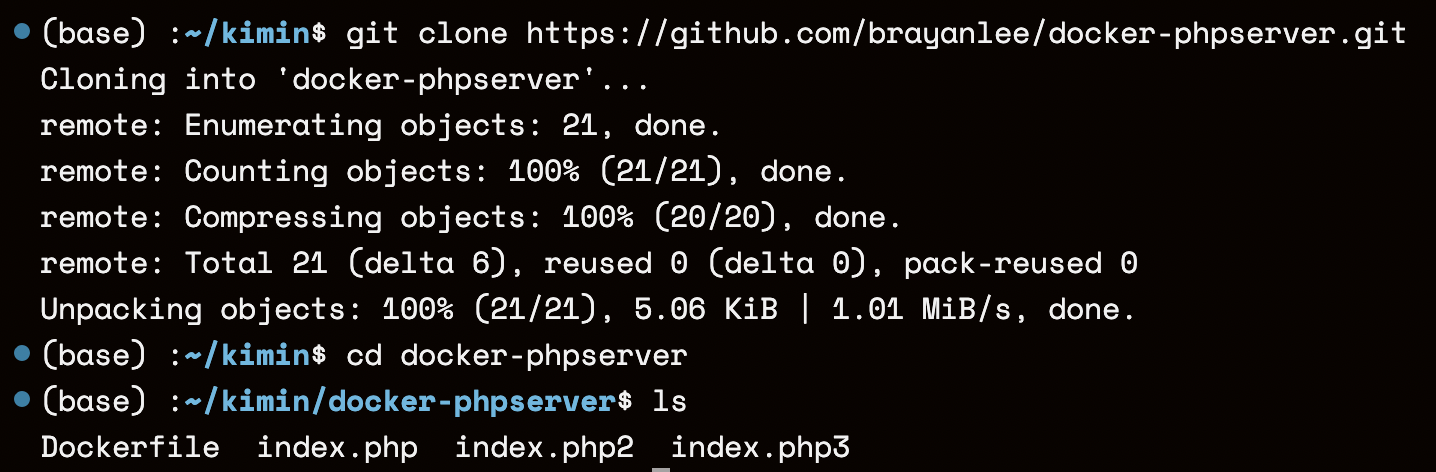 (base) :~/kimin$ git clone https://github.com/brayanlee/docker-phpserver.git
Cloning into 'docker-phpserver'...
remote: Enumerating objects: 21, done.
remote: Counting objects: 100% (21/21), done.
remote: Compressing objects: 100% (20/20), done.
remote: Total 21 (delta 6), reused 0 (delta 0), pack-reused 0
Unpacking objects: 100% (21/21), 5.06 KiB | 1.01 MiB/s, done.
(base) :~/kimin$ cd docker-phpserver
(base) :~/kimin/docker-phpserver$ ls
Dockerfile  index.php  index.php2  index.php3